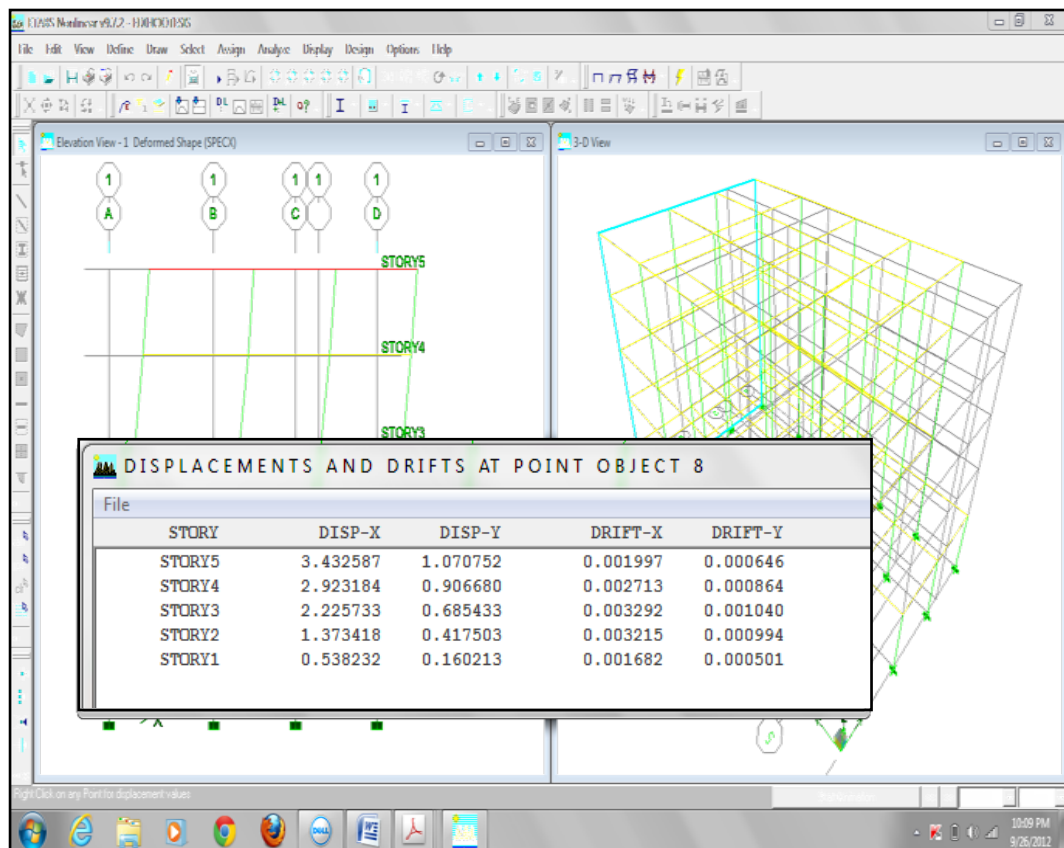 ETABS Nonlinear v9.7.2 -
File Edit View Define Draw Select Assign Analyze Display Design Options Help
Elevation View - 1 Deformed Shape (SPECX)
3-D View
1 1 1 1 1
A B C D
STORY5
STORY4
STORY3
DISPLACEMENTS AND DRIFTS AT POINT OBJECT 8
File
STORY DISP-X DISP-Y DRIFT-X DRIFT-Y
STORY5 3.432587 1.070752 0.001997 0.000646
STORY4 2.923184 0.906680 0.002713 0.000864
STORY3 2.225733 0.685433 0.003292 0.001040
STORY2 1.373418 0.417503 0.003215 0.000994
STORY1 0.538232 0.160213 0.001682 0.000501
X
Right Click on any Point for displacement values
DELL
10:09 PM
9/26/2012